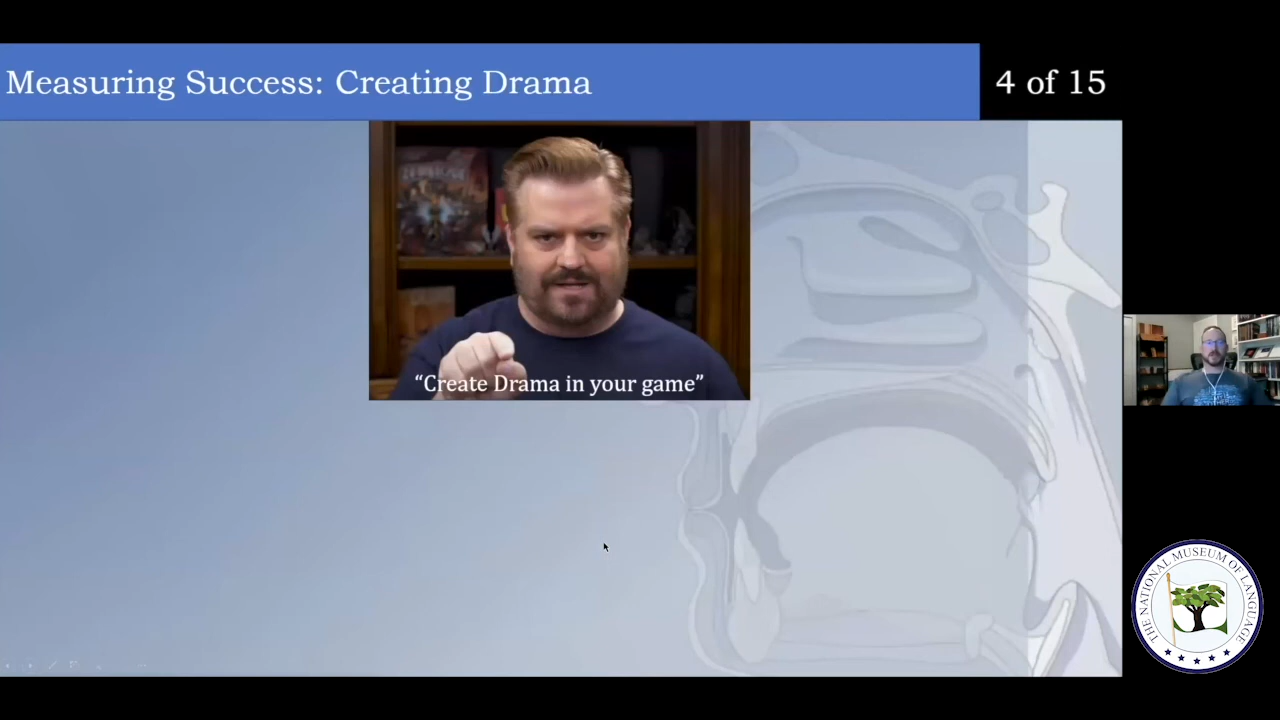 Measuring Success: Creating Drama
4 of 15
“Create Drama in your game”
THE NATIONAL MUSEUM OF LANGUAGE